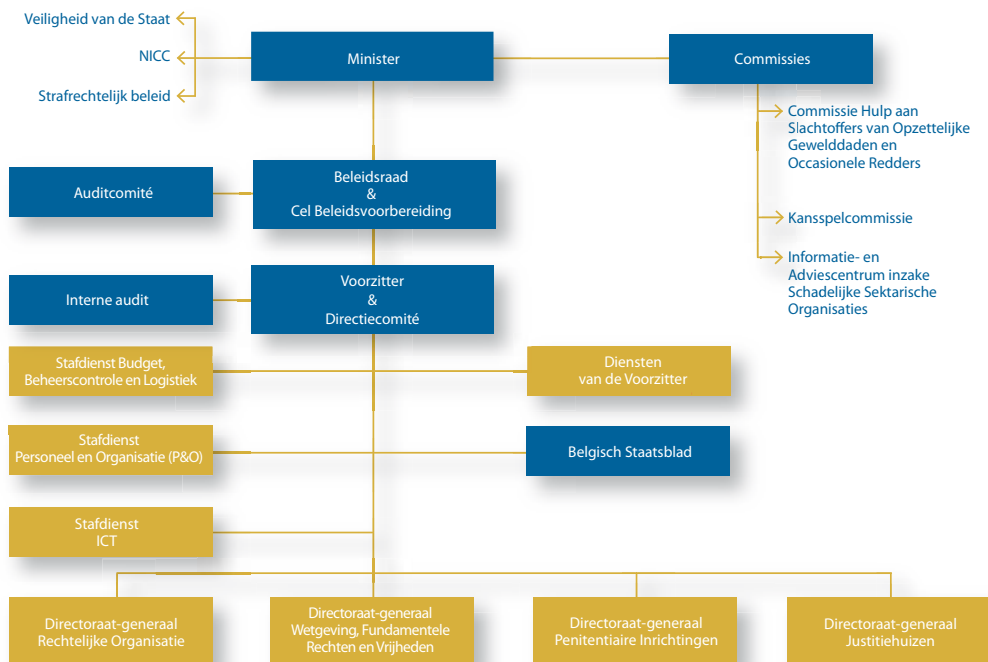 Veiligheid van de Staat
NICC
Strafrechtelijk beleid
Minister
Commissies
Commissie Hulp aan
Slachtoffers van Opzettelijke
Gewelddaden en
Occasionele Redders
Kansspelcommissie
Informatie- en
Adviescentrum inzake
Schadelijke Sektarische
Organisaties
Auditcomité
Beleidsraad
&
Cel Beleidsvoorbereiding
Interne audit
Voorzitter
&
Directiecomité
Stafdienst Budget,
Beheerscontrole en Logistiek
Diensten
van de Voorzitter
Stafdienst
Personeel en Organisatie (P&O)
Belgisch Staatsblad
Stafdienst
ICT
Directoraat-generaal
Rechtelijke Organisatie
Directoraat-generaal
Wetgeving, Fundamentele
Rechten en Vrijheden
Directoraat-generaal
Penitentiaire Inrichtingen
Directoraat-generaal
Justitiehuizen